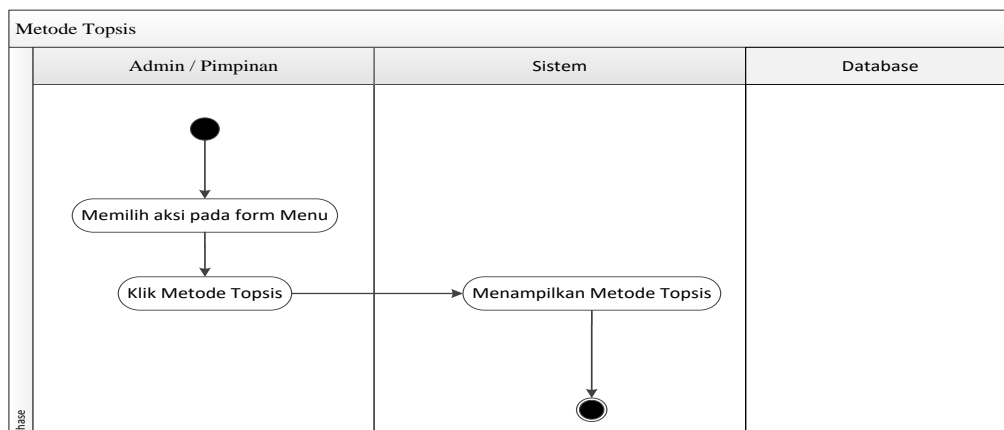 Metode Topsis
Admin / Pimpinan
Sistem
Database
Memilih aksi pada form Menu
Klik Metode Topsis
Menampilkan Metode Topsis
hase